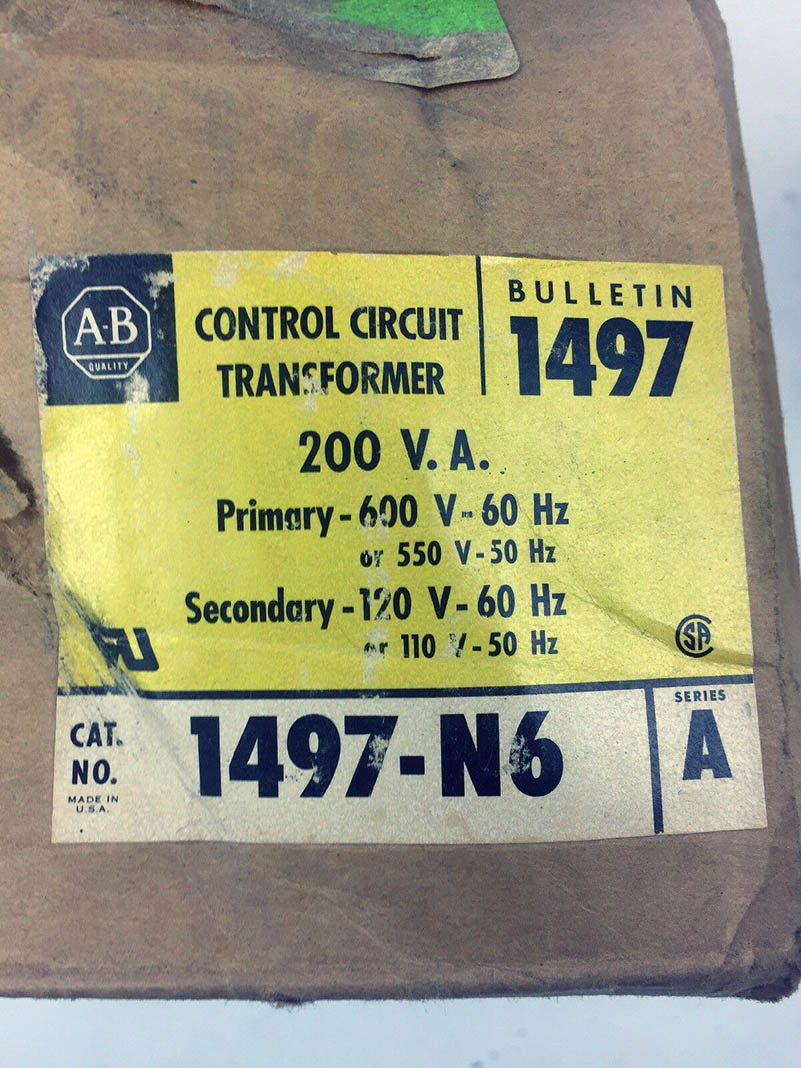 A-B
QUALITY
CONTROL CIRCUIT
TRANSFORMER
BULLETIN
1497
200 V. A.
Primary - 600 V - 60 Hz
or 550 V - 50 Hz
Secondary - 120 V - 60 Hz
or 110 V - 50 Hz
SA
CAT.
NO.
MADE IN
U.S.A.
1497-N6
SERIES
A